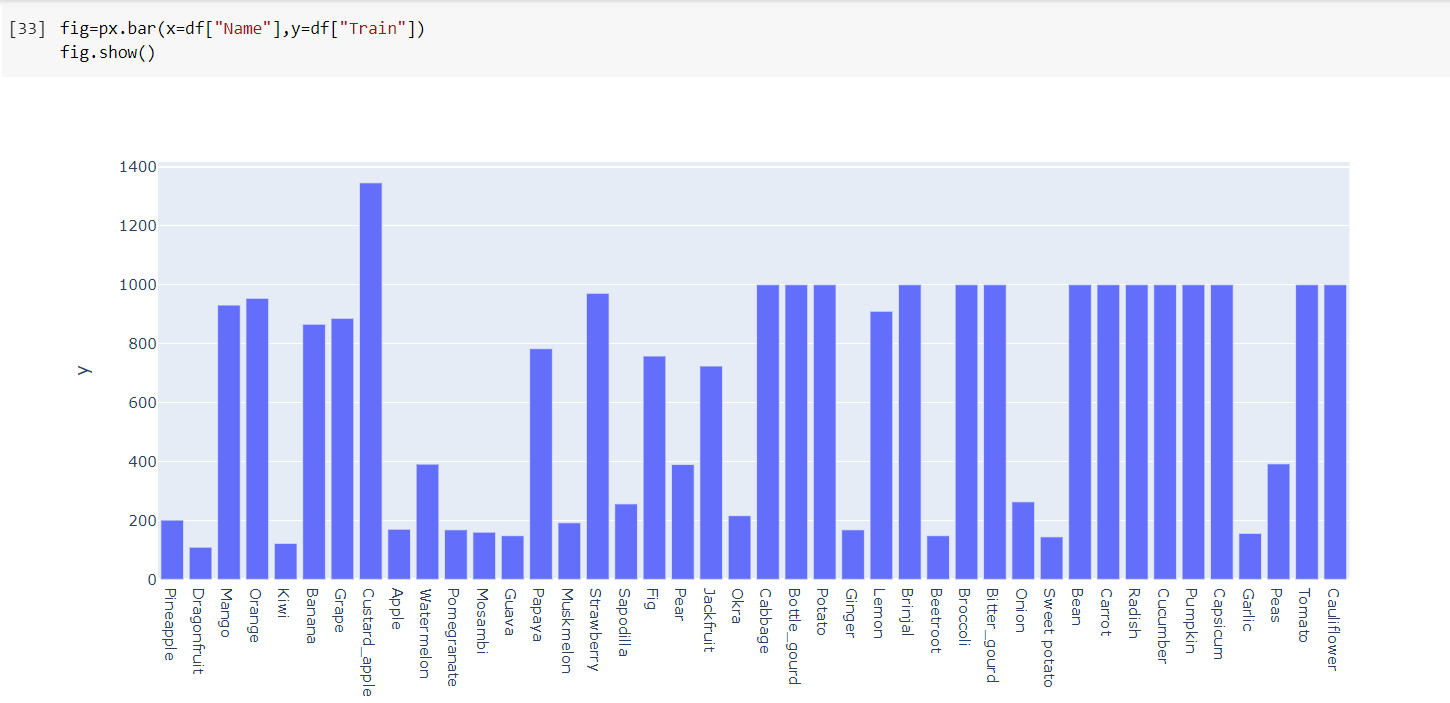 [33] fig=px.bar(x=df["Name"],y=df["Train"])
fig.show()
1400
1200
1000
800
600
400
200
0
y
Pineapple
Dragonfruit
Mango
Orange
Kiwi
Banana
Grape
Custard_apple
Apple
Watermelon
Pomegranate
Mosambi
Guava
Papaya
Muskmelon
Strawberry
Sapodilla
Fig
Pear
Jackfruit
Okra
Cabbage
Bottle_gourd
Potato
Ginger
Lemon
Brinjal
Beetroot
Broccoli
Bitter_gourd
Onion
Sweet potato
Bean
Carrot
Radish
Cucumber
Pumpkin
Capsicum
Garlic
Peas
Tomato
Cauliflower